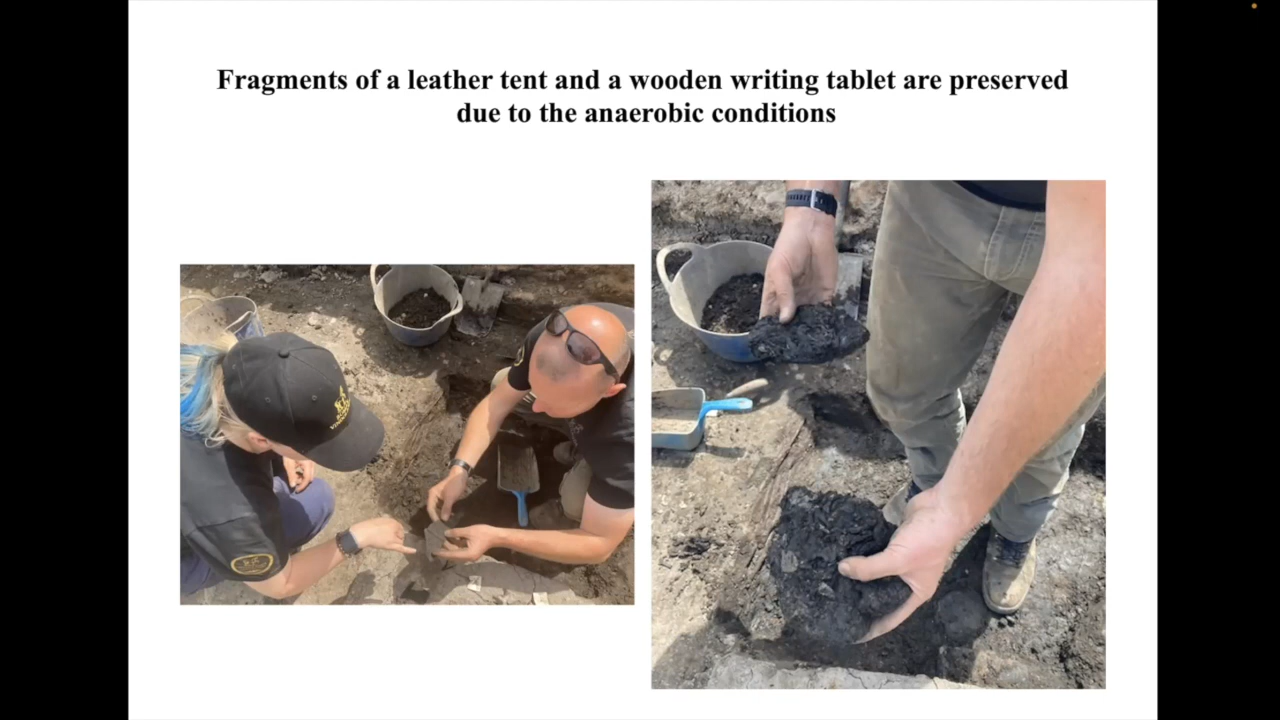 Fragments of a leather tent and a wooden writing tablet are preserved
due to the anaerobic conditions